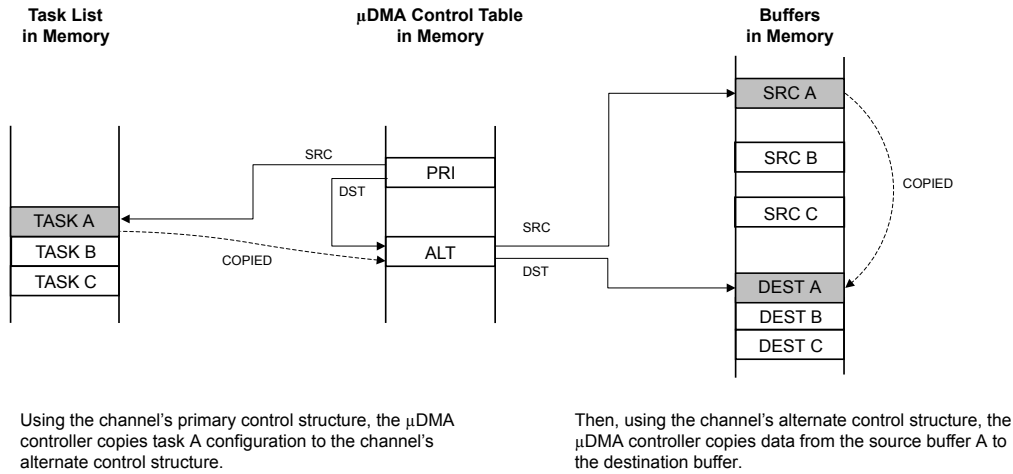 Task List
in Memory
μDMA Control Table
in Memory
Buffers
in Memory
SRC A
SRC
PRI
SRC B
DST
COPIED
TASK A
SRC C
SRC
TASK B
COPIED
ALT
TASK C
DST
DEST A
DEST B
DEST C
Using the channel's primary control structure, the μDMA
controller copies task A configuration to the channel's
alternate control structure.
Then, using the channel's alternate control structure, the
μDMA controller copies data from the source buffer A to
the destination buffer.